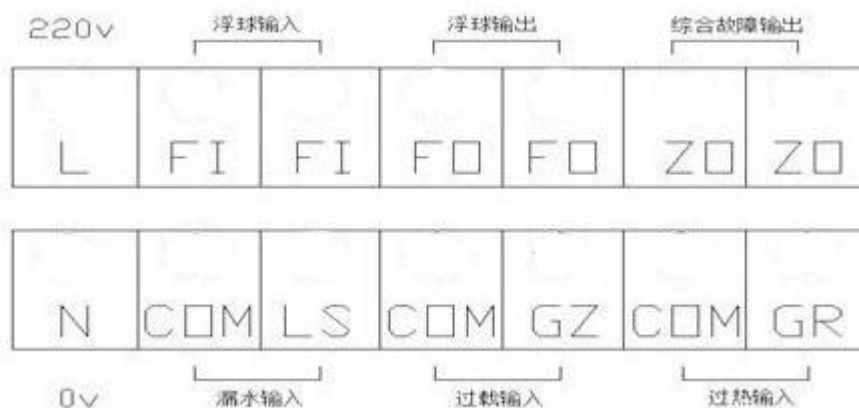 220v 浮球输入 浮球输出 综合故障输出
L FI FI FO FO ZO ZO
N COM LS COM GZ COM GR
0v 漏水输入 过载输入 过热输入